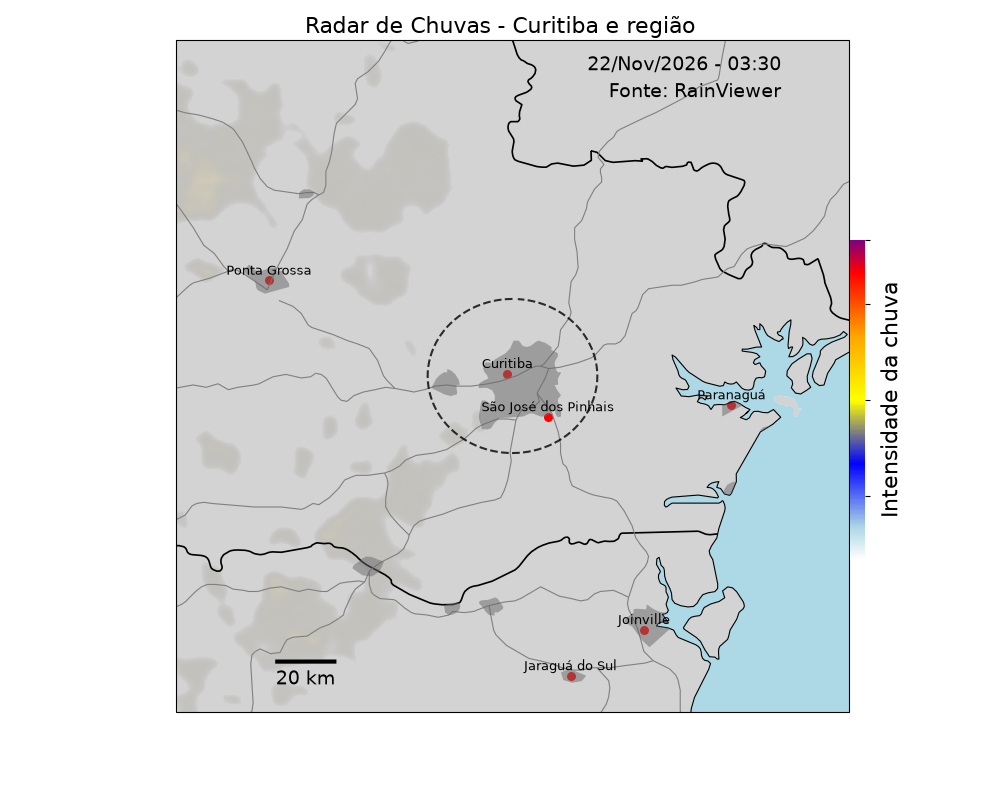 Radar de Chuvas - Curitiba e região
22/Nov/2026 - 03:30
Fonte: RainViewer
Ponta Grossa
Curitiba
Paranaguá
São José dos Pinhais
Intensidade da chuva
Joinville
Jaraguá do Sul
20 km